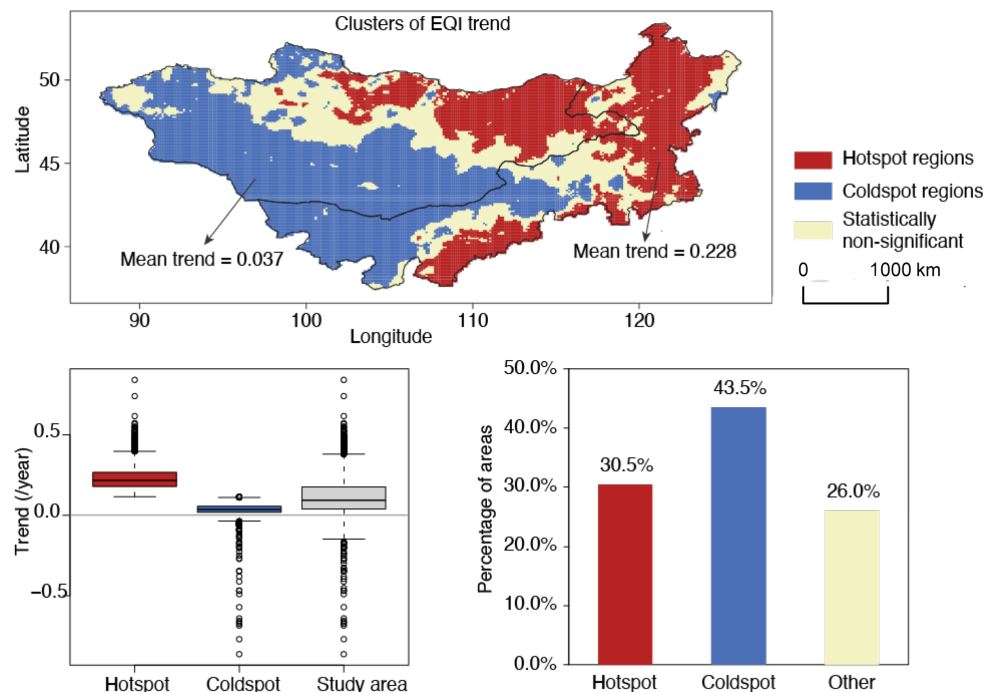 Clusters of EQI trend
50
45
40
Latitude
Mean trend = 0.037
Mean trend = 0.228
90
100
110
120
Longitude
Hotspot regions
Coldspot regions
Statistically
non-significant
0 1000 km
Trend (/year)
0.5
0.0
−0.5
Hotspot
Coldspot
Study area
Percentage of areas
50.0%
40.0%
30.0%
20.0%
10.0%
0.0%
30.5%
43.5%
26.0%
Hotspot
Coldspot
Other